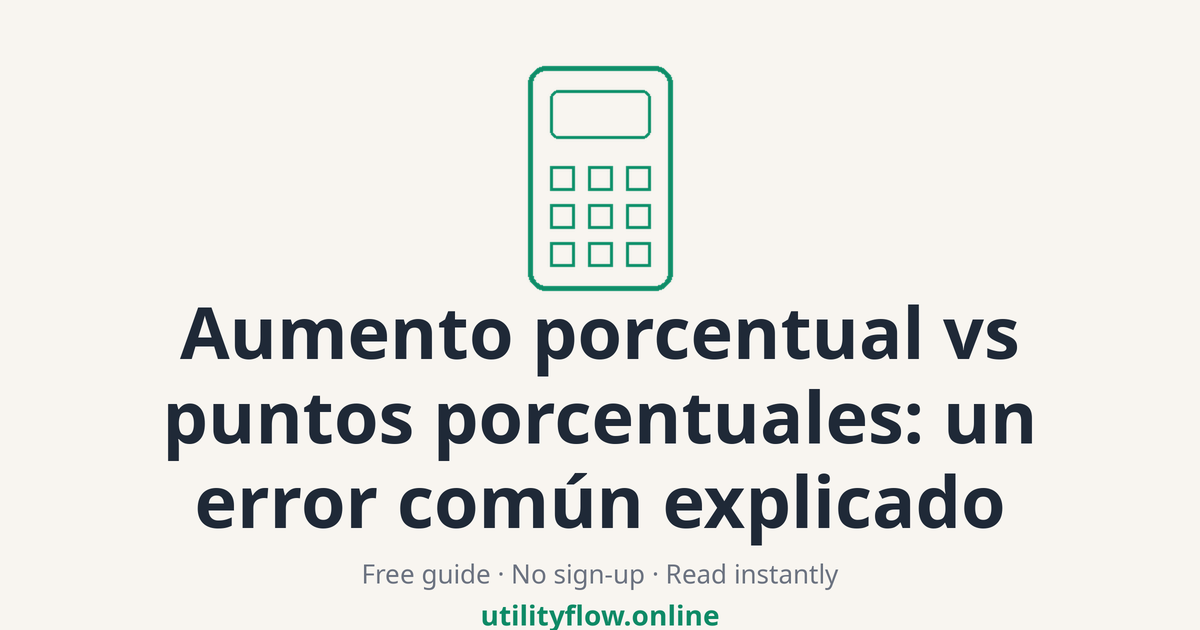 Aumento porcentual vs
puntos porcentuales: un
error común explicado
Free guide · No sign-up · Read instantly
utilityflow.online